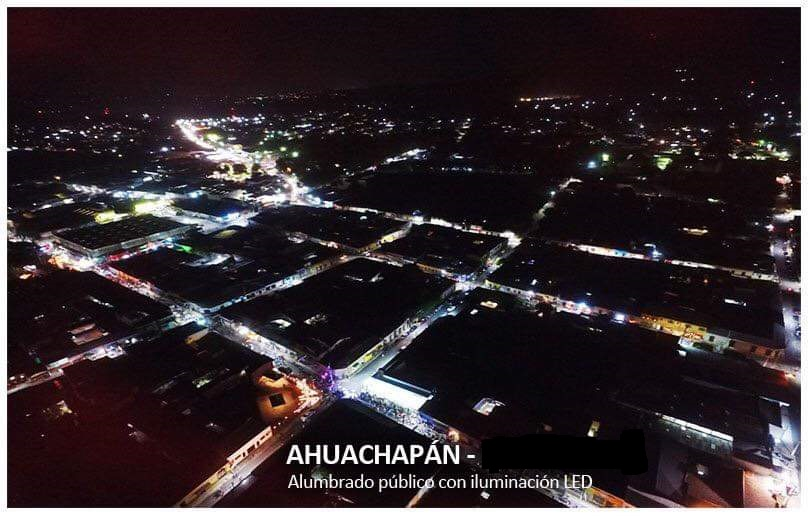 AHUACHAPÁN -
Alumbrado público con iluminación LED